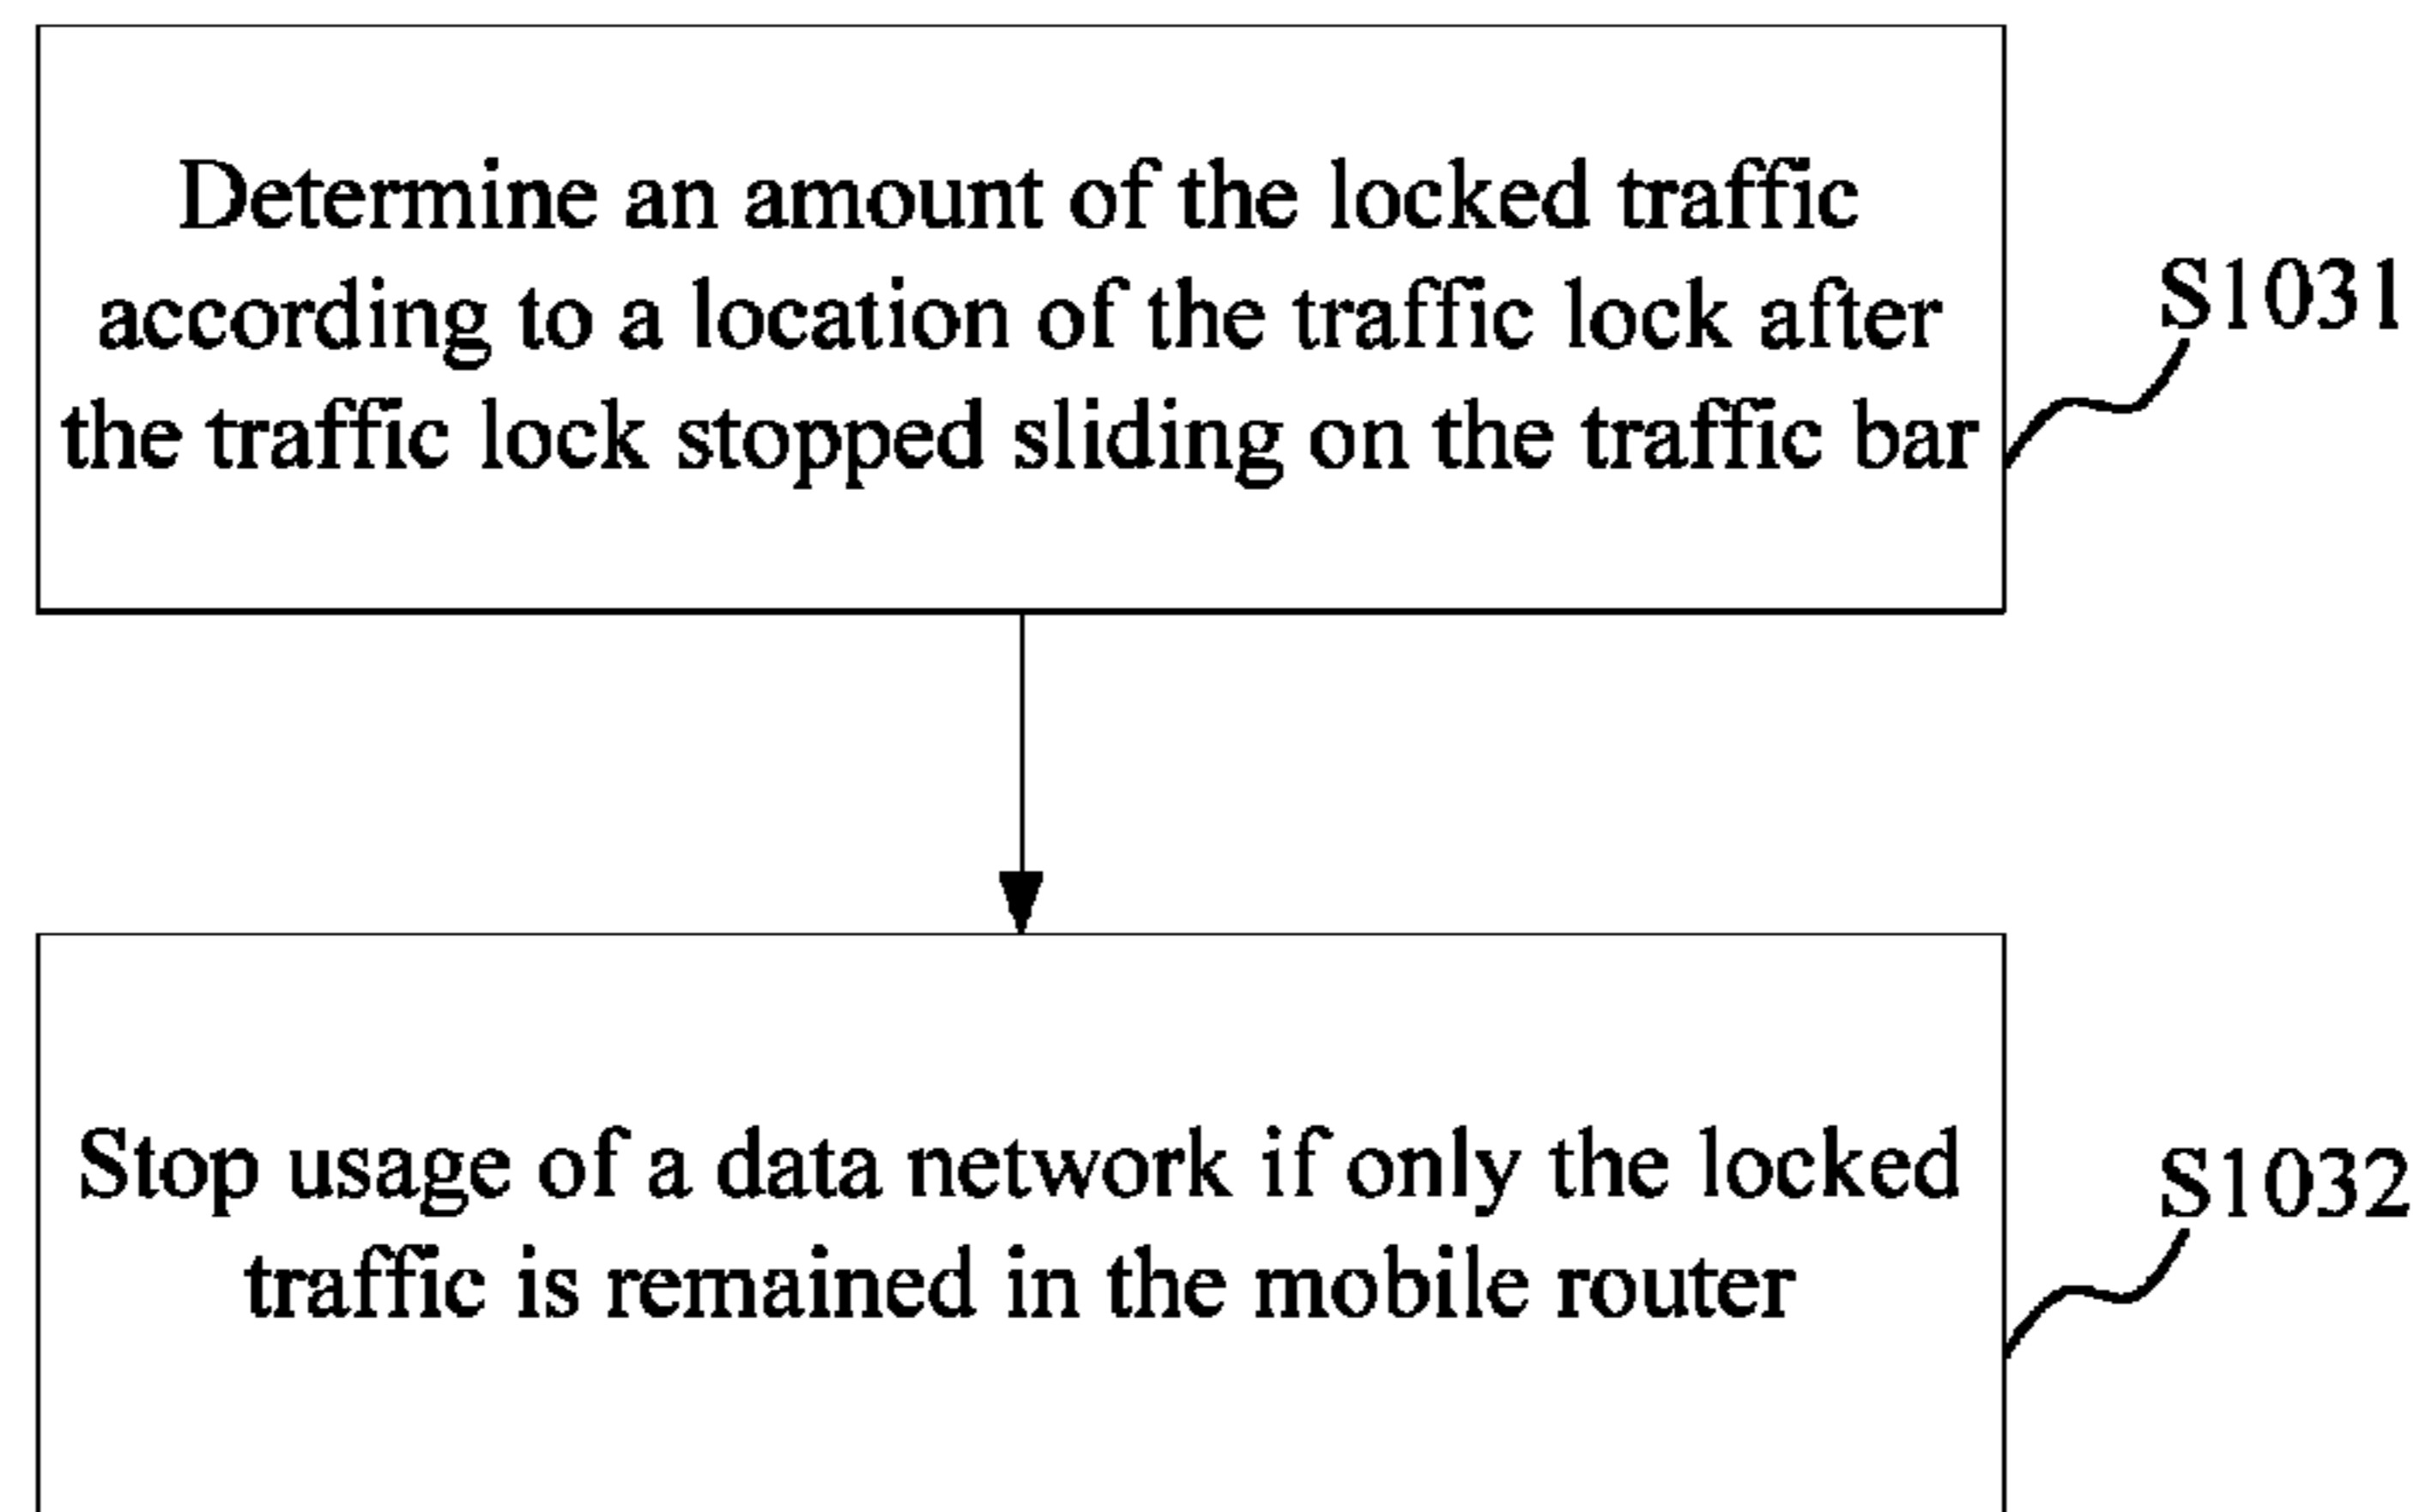 Determine an amount of the locked traffic
according to a location of the traffic lock after
the traffic lock stopped sliding on the traffic bar
S1031
Stop usage of a data network if only the locked
traffic is remained in the mobile router
S1032